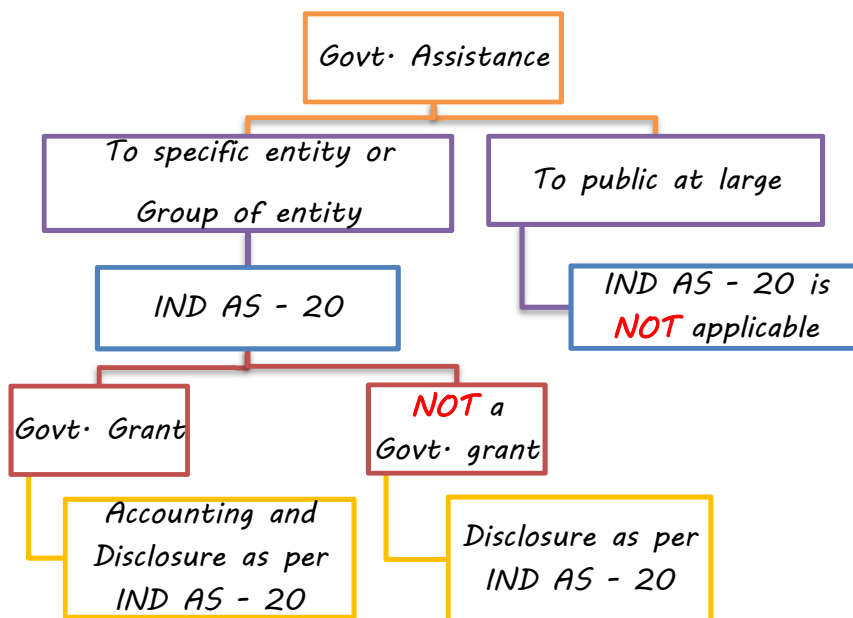 Govt. Assistance
To specific entity or
Group of entity
To public at large
IND AS - 20
IND AS - 20 is
NOT applicable
Govt. Grant
NOT a
Govt. grant
Accounting and
Disclosure as per
IND AS - 20
Disclosure as per
IND AS - 20